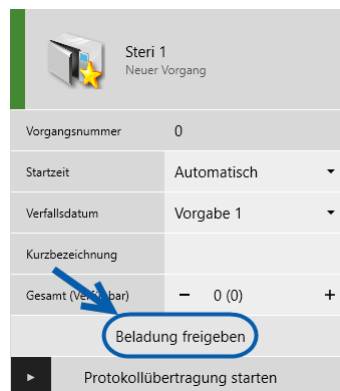 Steri 1
Neuer Vorgang
Vorgangsnummer 0
Startzeit Automatisch
Verfallsdatum Vorgabe 1
Kurzbezeichnung
Gesamt (Verfügbar) − 0 (0) +
Beladung freigeben
Protokollübertragung starten